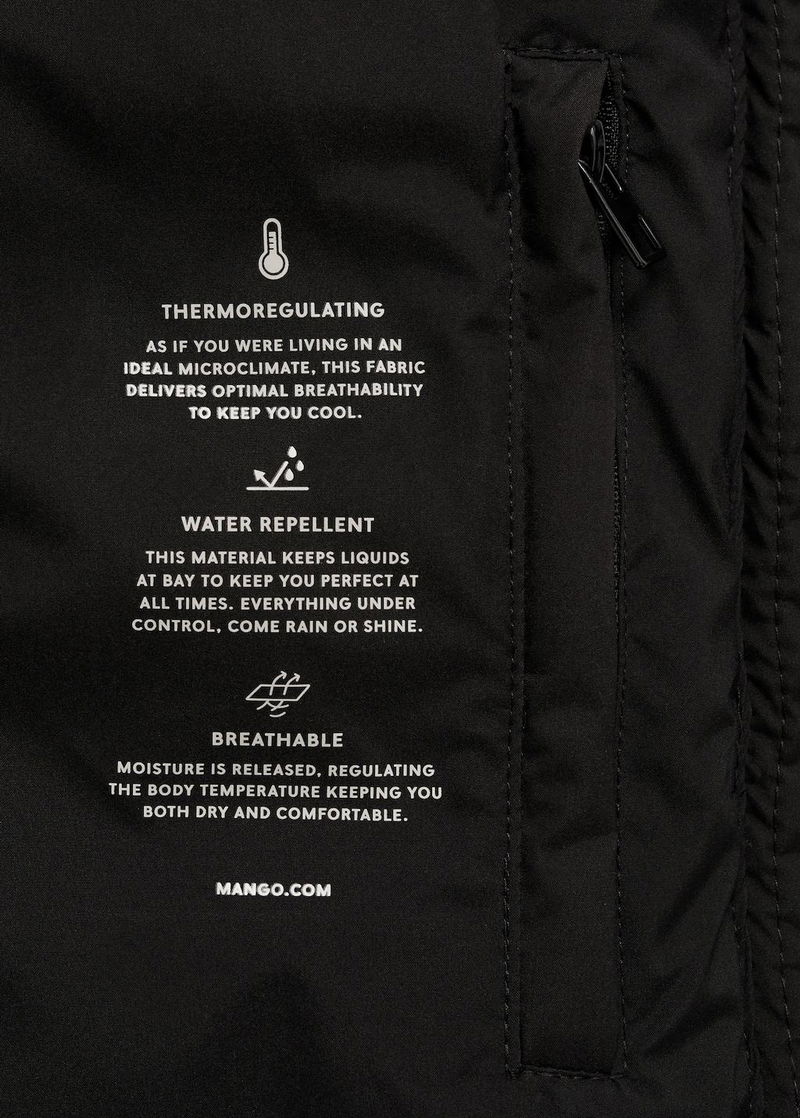 THERMOREGULATING
AS IF YOU WERE LIVING IN AN
IDEAL MICROCLIMATE, THIS FABRIC
DELIVERS OPTIMAL BREATHABILITY
TO KEEP YOU COOL.
WATER REPELLENT
THIS MATERIAL KEEPS LIQUIDS
AT BAY TO KEEP YOU PERFECT AT
ALL TIMES. EVERYTHING UNDER
CONTROL, COME RAIN OR SHINE.
BREATHABLE
MOISTURE IS RELEASED, REGULATING
THE BODY TEMPERATURE KEEPING YOU
BOTH DRY AND COMFORTABLE.
MANGO.COM